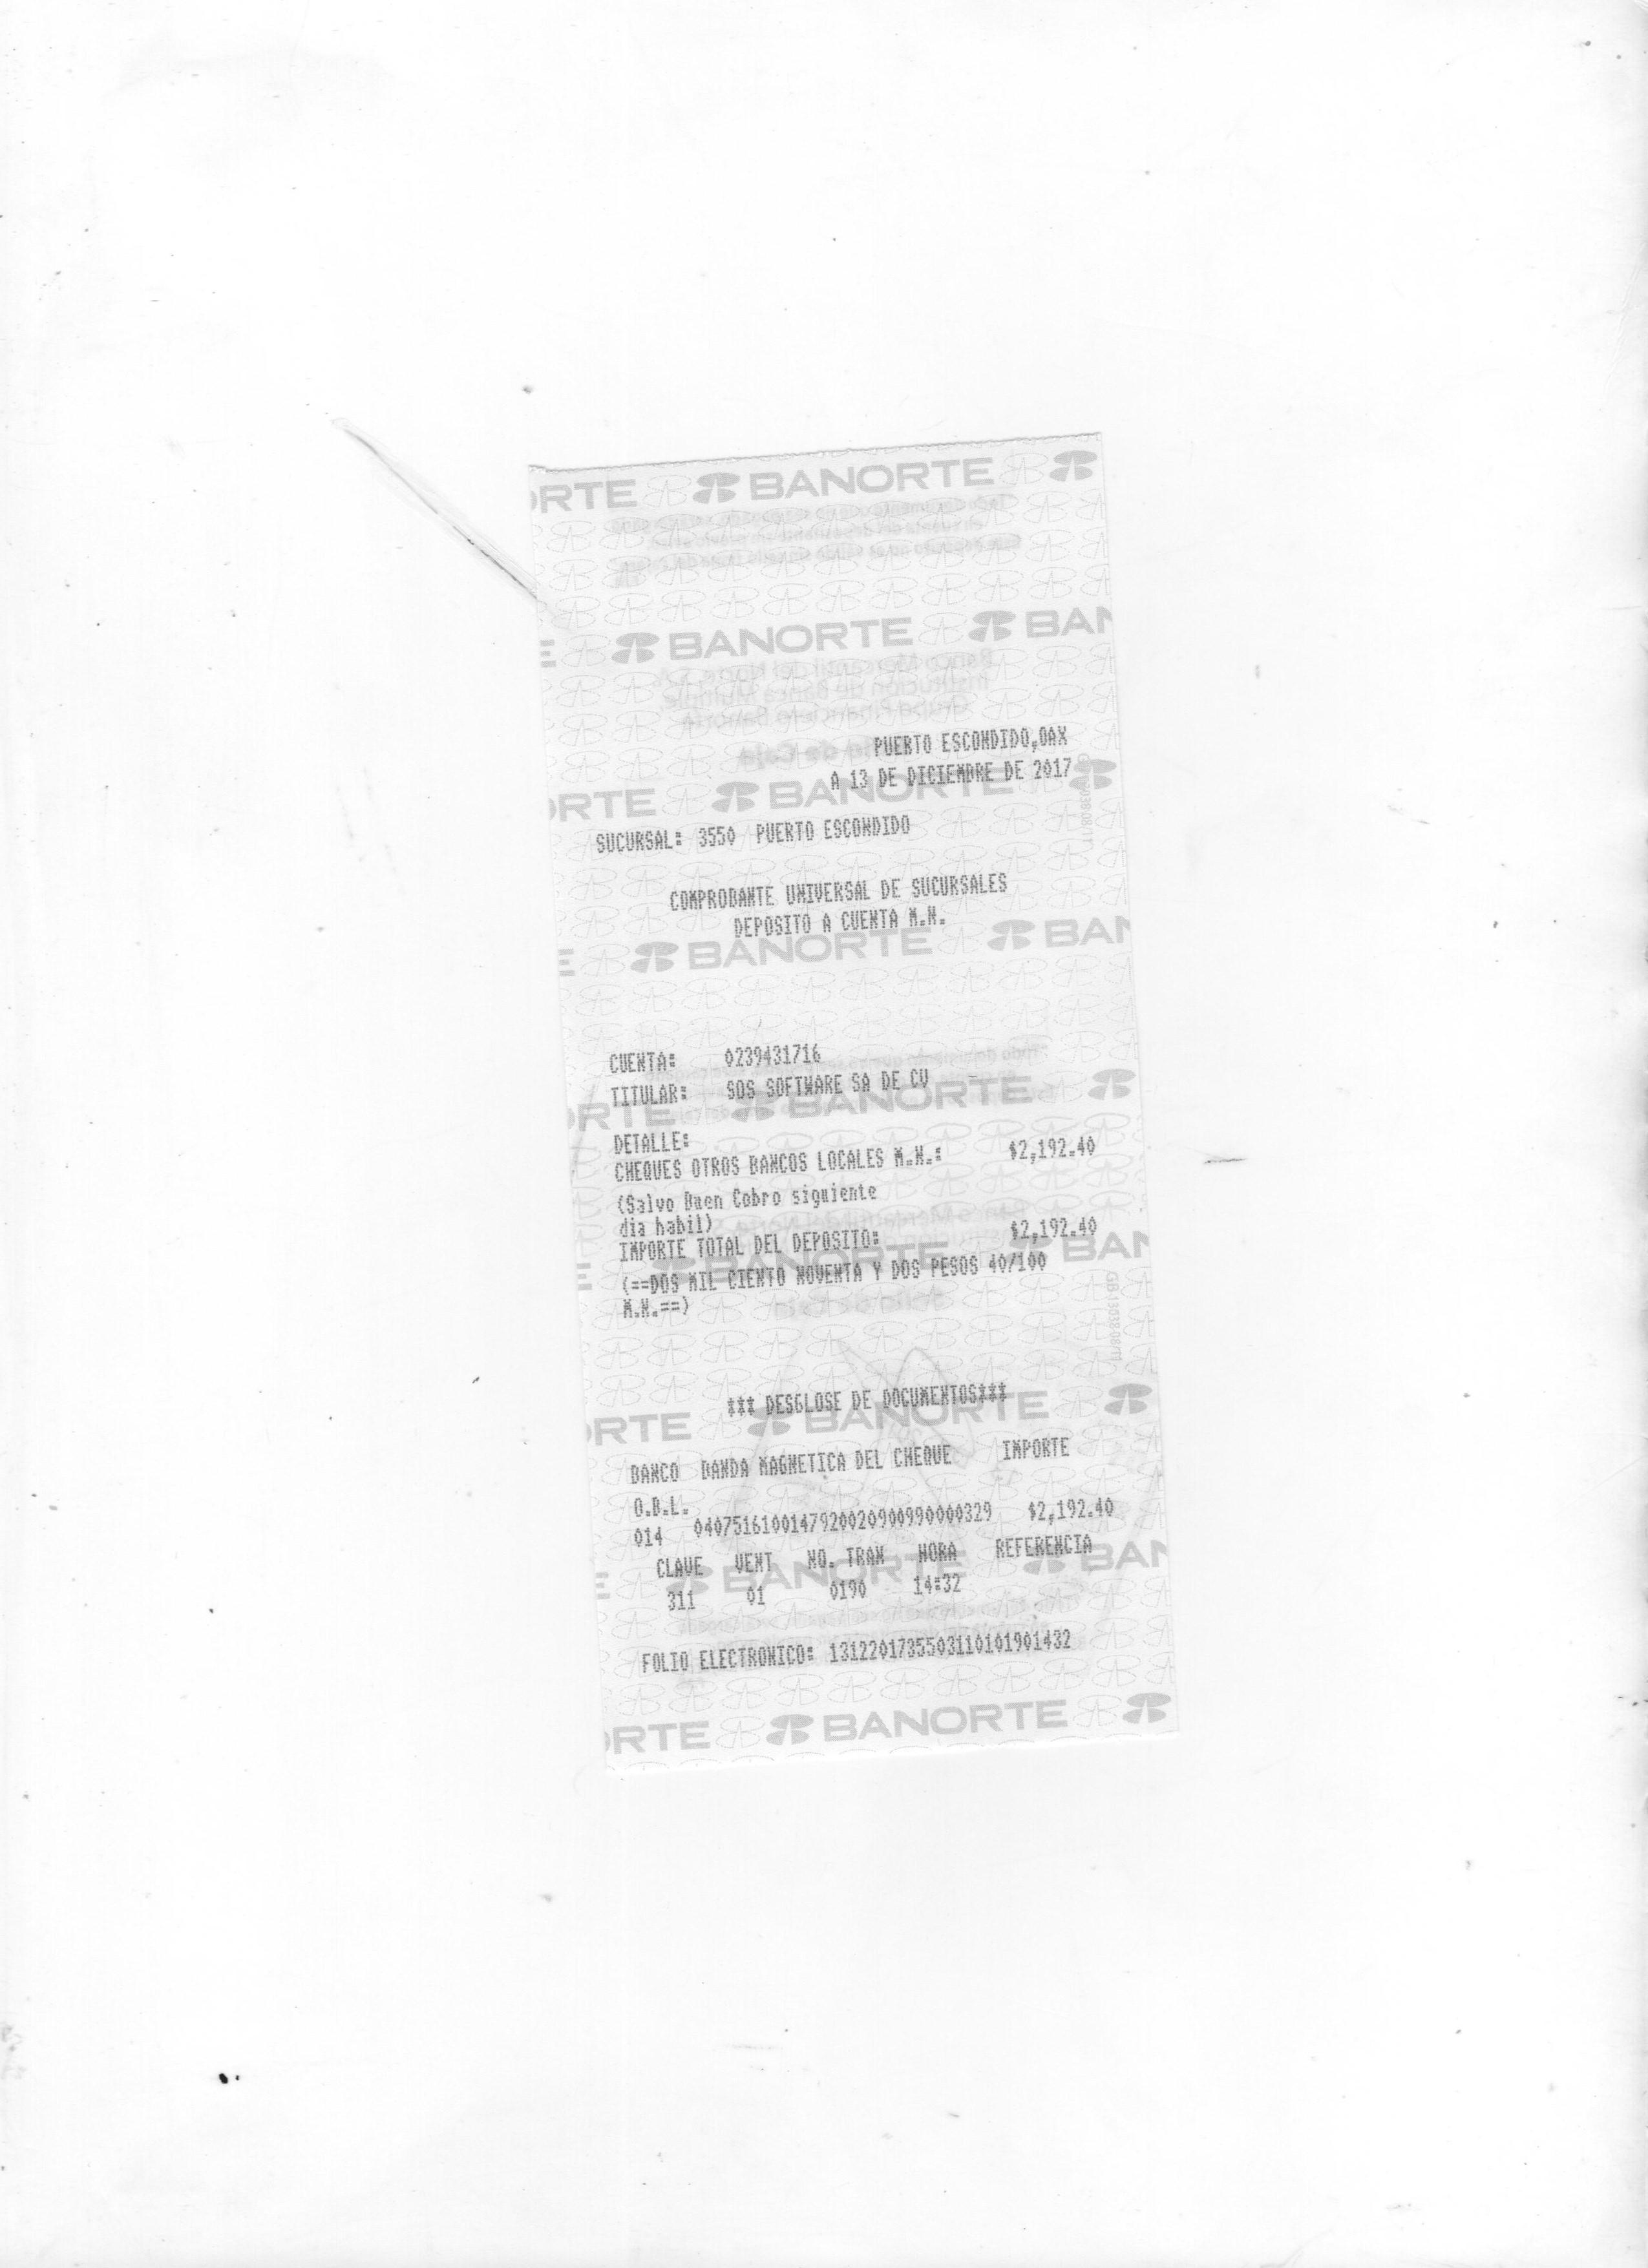 PUERTO ESCONDIDO,OAX
A 13 DE DICIEMBRE DE 2017
SUCURSAL: 3550 PUERTO ESCONDIDO
COMPROBANTE UNIVERSAL DE SUCURSALES
DEPOSITO A CUENTA M.N.
CUENTA: 0239431716
TITULAR: SOS SOFTWARE SA DE CV
DETALLE:
CHEQUES OTROS BANCOS LOCALES M.N.: $2,192.40
(Salvo Buen Cobro siguiente
dia habil)
IMPORTE TOTAL DEL DEPOSITO: $2,192.40
(==DOS MIL CIENTO NOVENTA Y DOS PESOS 40/100
M.N.==)
*** DESGLOSE DE DOCUMENTOS***
BANCO BANDA MAGNETICA DEL CHEQUE IMPORTE
O.B.L.
014 0407516100147920020900990000329 $2,192.40
CLAVE VENT NO. TRAN HORA REFERENCIA
311 01 0190 14:32
FOLIO ELECTRONICO: 1312201735503110101901432
BANORTE